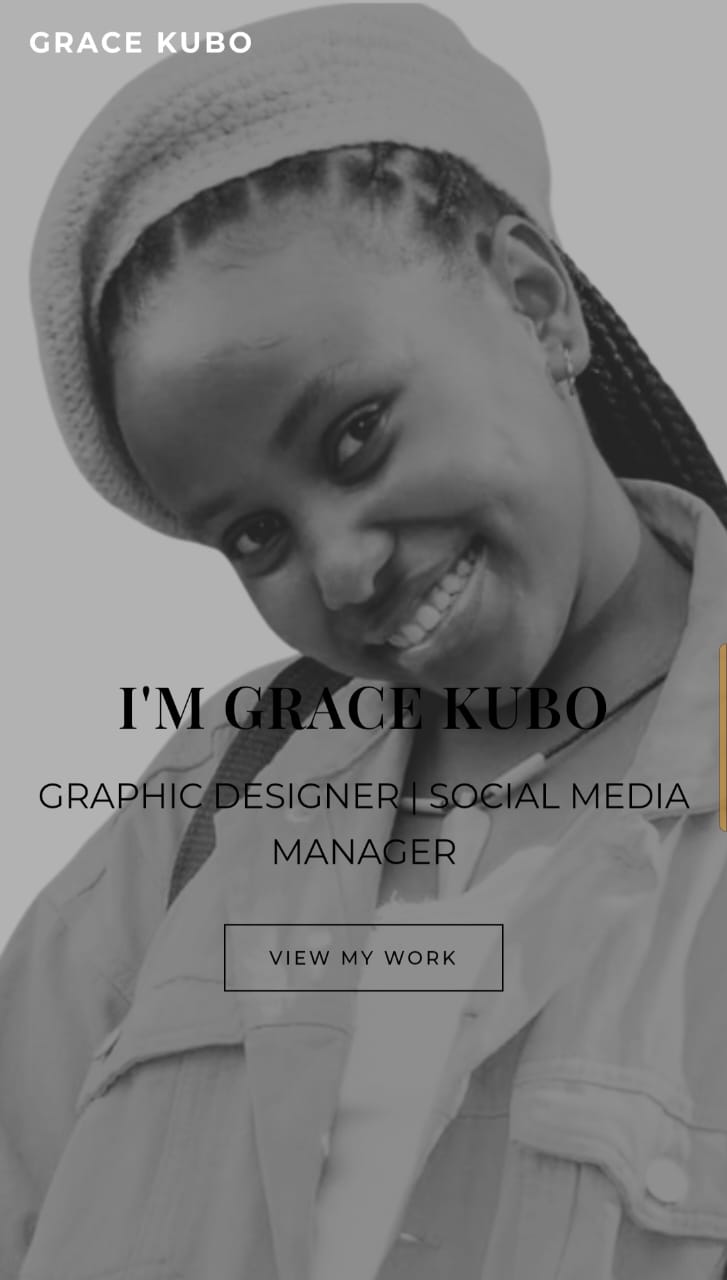 GRACE KUBO
I'M GRACE KUBO
GRAPHIC DESIGNER | SOCIAL MEDIA
MANAGER
VIEW MY WORK